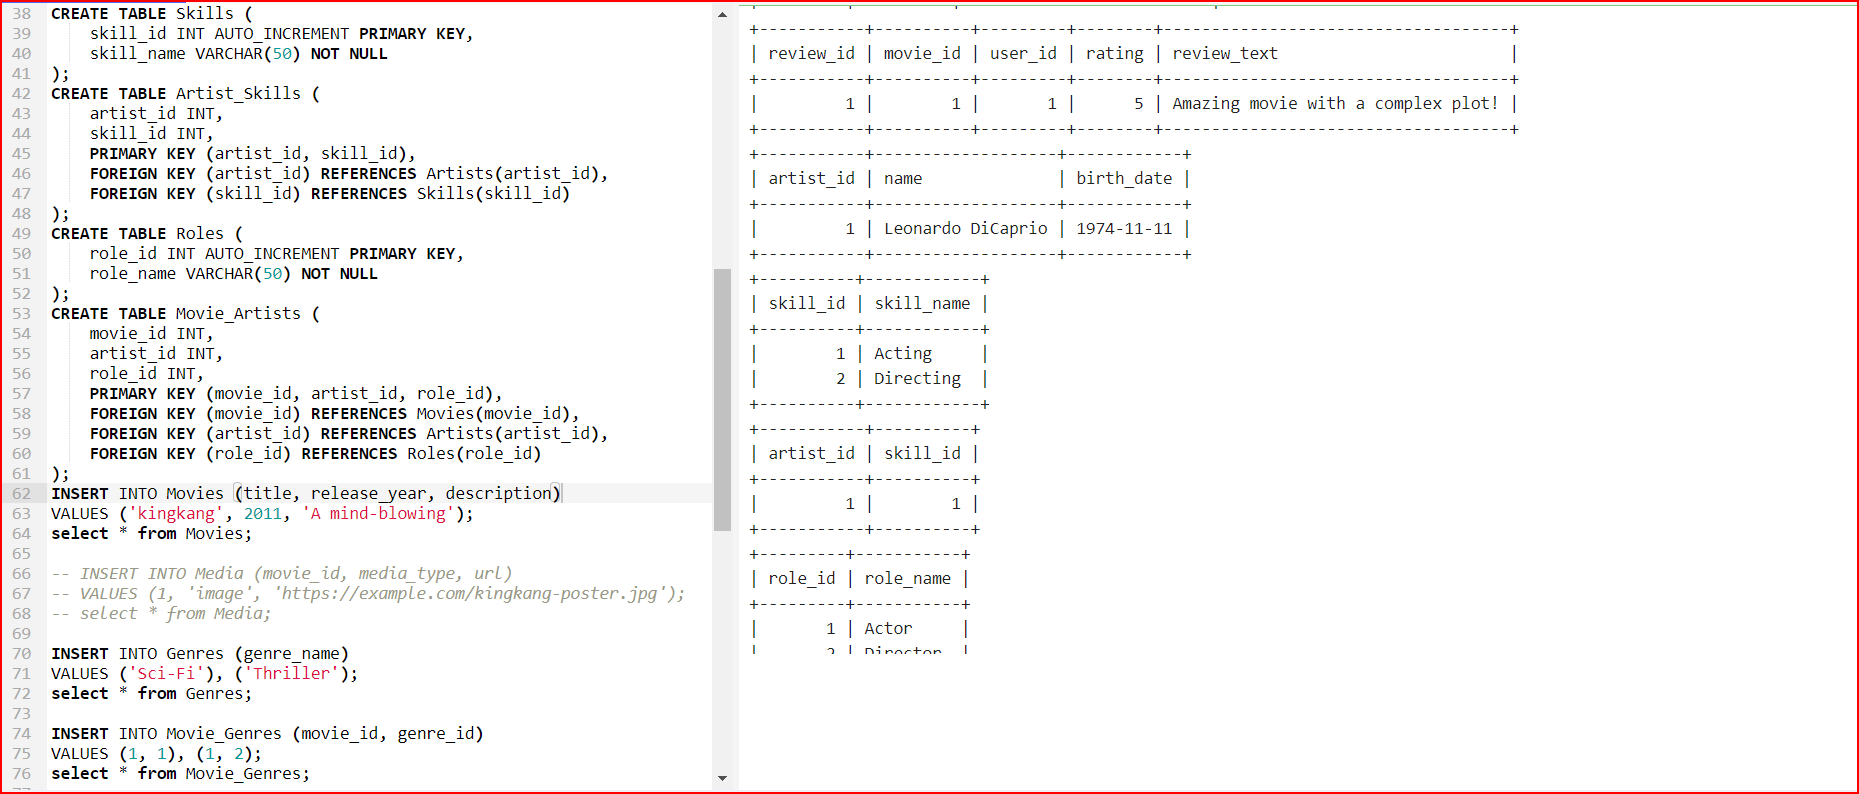 38 CREATE TABLE Skills (
39     skill_id INT AUTO_INCREMENT PRIMARY KEY,
40     skill_name VARCHAR(50) NOT NULL
41 );
42 CREATE TABLE Artist_Skills (
43     artist_id INT,
44     skill_id INT,
45     PRIMARY KEY (artist_id, skill_id),
46     FOREIGN KEY (artist_id) REFERENCES Artists(artist_id),
47     FOREIGN KEY (skill_id) REFERENCES Skills(skill_id)
48 );
49 CREATE TABLE Roles (
50     role_id INT AUTO_INCREMENT PRIMARY KEY,
51     role_name VARCHAR(50) NOT NULL
52 );
53 CREATE TABLE Movie_Artists (
54     movie_id INT,
55     artist_id INT,
56     role_id INT,
57     PRIMARY KEY (movie_id, artist_id, role_id),
58     FOREIGN KEY (movie_id) REFERENCES Movies(movie_id),
59     FOREIGN KEY (artist_id) REFERENCES Artists(artist_id),
60     FOREIGN KEY (role_id) REFERENCES Roles(role_id)
61 );
62 INSERT INTO Movies (title, release_year, description)
63 VALUES ('kingkang', 2011, 'A mind-blowing');
64 select * from Movies;
65
66 -- INSERT INTO Media (movie_id, media_type, url)
67 -- VALUES (1, 'image', 'https://example.com/kingkang-poster.jpg');
68 -- select * from Media;
69
70 INSERT INTO Genres (genre_name)
71 VALUES ('Sci-Fi'), ('Thriller');
72 select * from Genres;
73
74 INSERT INTO Movie_Genres (movie_id, genre_id)
75 VALUES (1, 1), (1, 2);
76 select * from Movie_Genres;
+-----------+----------+---------+--------+------------------------------------+
| review_id | movie_id | user_id | rating | review_text                        |
+-----------+----------+---------+--------+------------------------------------+
|         1 |        1 |       1 |      5 | Amazing movie with a complex plot! |
+-----------+----------+---------+--------+------------------------------------+
+-----------+-------------------+------------+
| artist_id | name              | birth_date |
+-----------+-------------------+------------+
|         1 | Leonardo DiCaprio | 1974-11-11 |
+-----------+-------------------+------------+
+----------+------------+
| skill_id | skill_name |
+----------+------------+
|        1 | Acting     |
|        2 | Directing  |
+----------+------------+
+-----------+----------+
| artist_id | skill_id |
+-----------+----------+
|         1 |        1 |
+-----------+----------+
+---------+-----------+
| role_id | role_name |
+---------+-----------+
|       1 | Actor     |
|       2 | Director  |